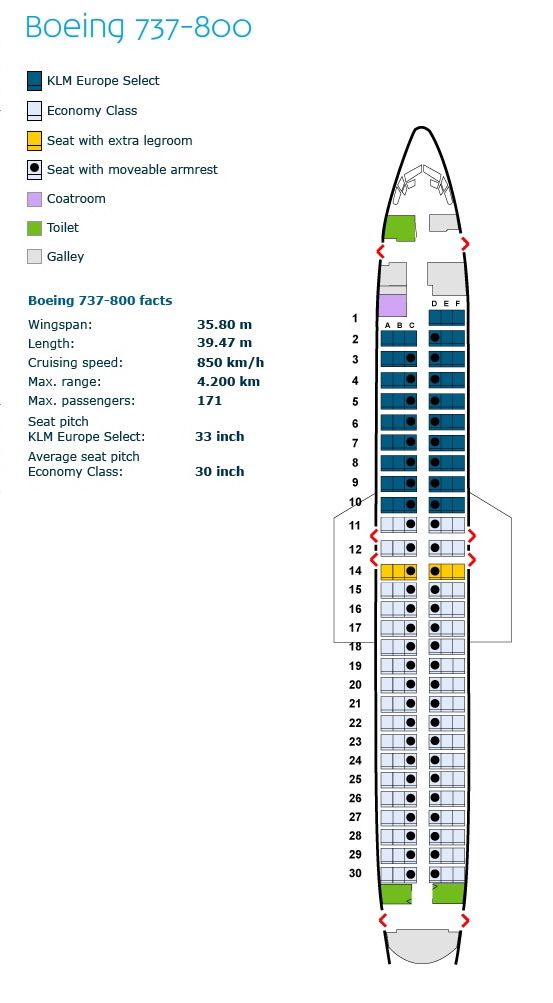 Boeing 737-800
KLM Europe Select
Economy Class
Seat with extra legroom
Seat with moveable armrest
Coatroom
Toilet
Galley
Boeing 737-800 facts
Wingspan: 35.80 m
Length: 39.47 m
Cruising speed: 850 km/h
Max. range: 4.200 km
Max. passengers: 171
Seat pitch
KLM Europe Select: 33 inch
Average seat pitch
Economy Class: 30 inch
D E F
1
A B C
2
3
4
5
6
7
8
9
10
11
12
14
15
16
17
18
19
20
21
22
23
24
25
26
27
28
29
30